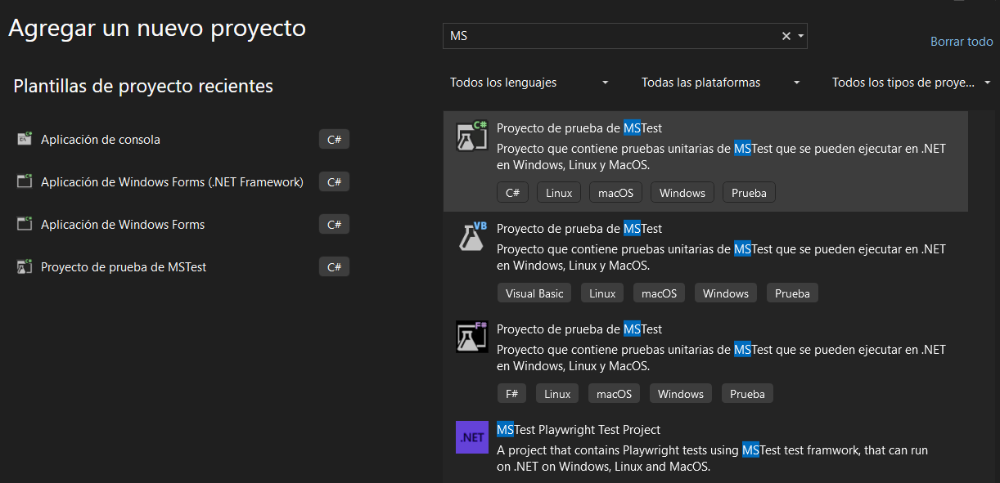 Agregar un nuevo proyecto
Plantillas de proyecto recientes
Aplicación de consola
C#
Aplicación de Windows Forms (.NET Framework)
C#
Aplicación de Windows Forms
C#
Proyecto de prueba de MSTest
C#
MS
Borrar todo
Todos los lenguajes
Todas las plataformas
Todos los tipos de proye...
C#
Proyecto de prueba de MSTest
Proyecto que contiene pruebas unitarias de MSTest que se pueden ejecutar en .NET
en Windows, Linux y MacOS.
C# Linux macOS Windows Prueba
VB
Proyecto de prueba de MSTest
Proyecto que contiene pruebas unitarias de MSTest que se pueden ejecutar en .NET
en Windows, Linux y MacOS.
Visual Basic Linux macOS Windows Prueba
F#
Proyecto de prueba de MSTest
Proyecto que contiene pruebas unitarias de MSTest que se pueden ejecutar en .NET
en Windows, Linux y MacOS.
F# Linux macOS Windows Prueba
.NET
MSTest Playwright Test Project
A project that contains Playwright tests using MSTest test framwork, that can run
on .NET on Windows, Linux and MacOS.